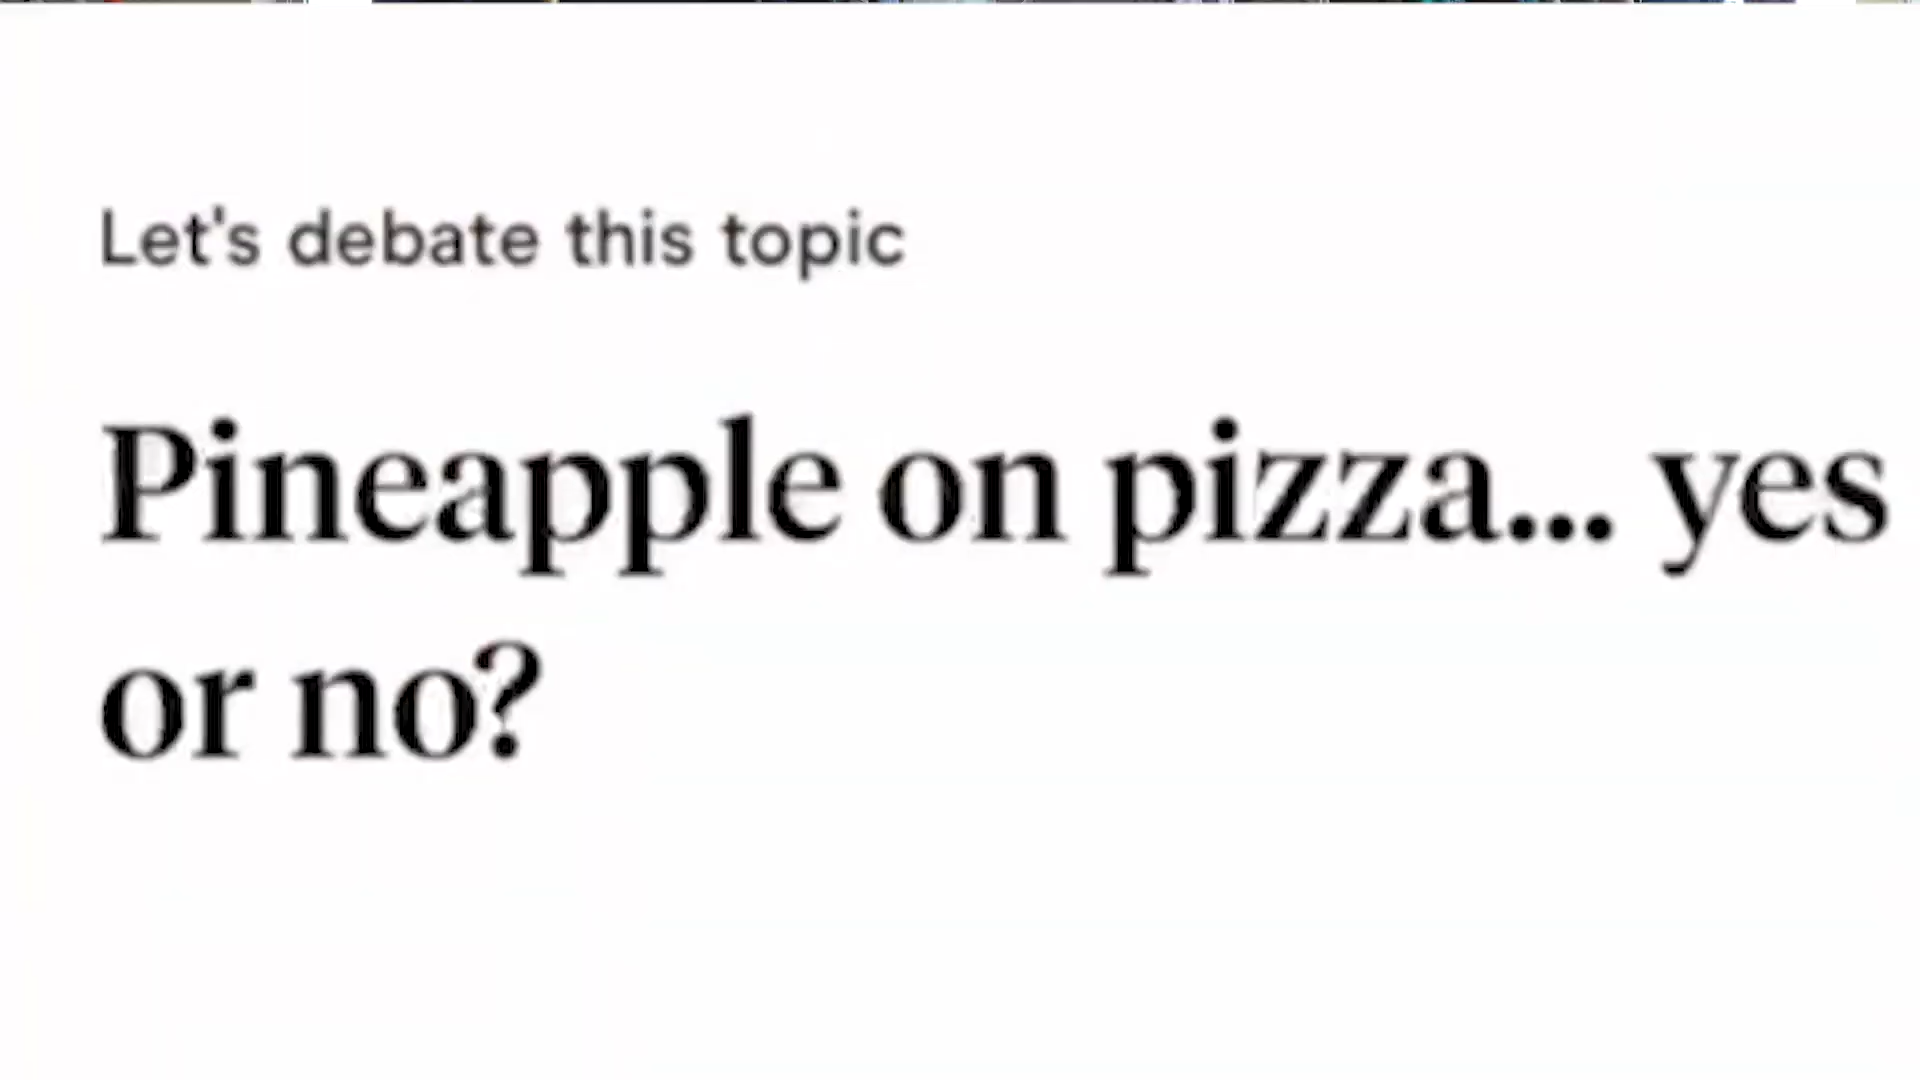 Let's debate this topic
Pineapple on pizza... yes
or no?